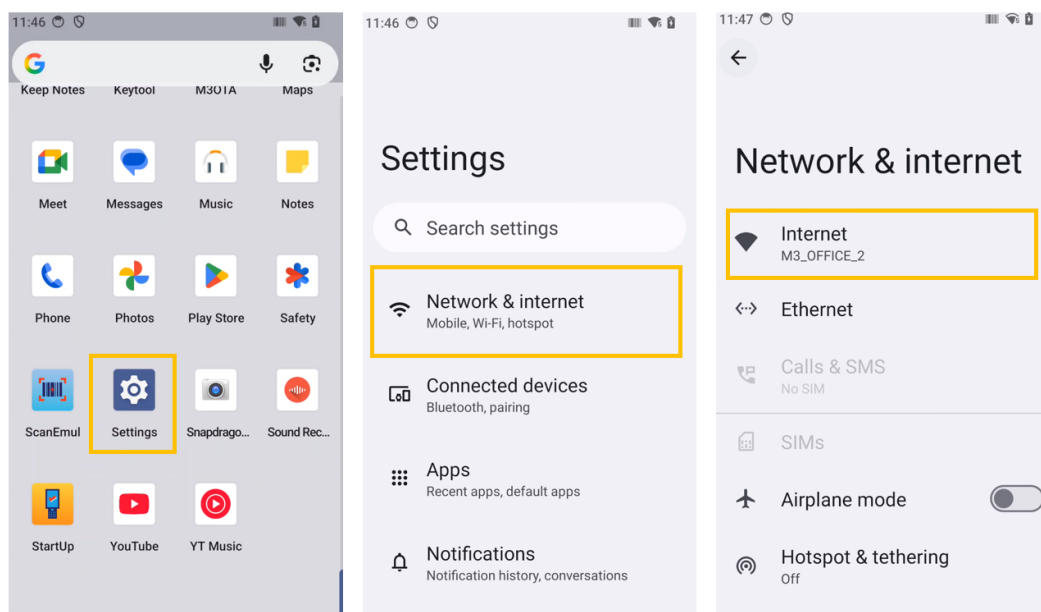 11:46
Keep Notes Keytool M3OTA Maps
Meet Messages Music Notes
Phone Photos Play Store Safety
ScanEmul Settings Snapdrago... Sound Rec...
StartUp YouTube YT Music
11:46
Settings
Search settings
Network & internet
Mobile, Wi-Fi, hotspot
Connected devices
Bluetooth, pairing
Apps
Recent apps, default apps
Notifications
Notification history, conversations
11:47
Network & internet
Internet
M3_OFFICE_2
Ethernet
Calls & SMS
No SIM
SIMs
Airplane mode
Hotspot & tethering
Off